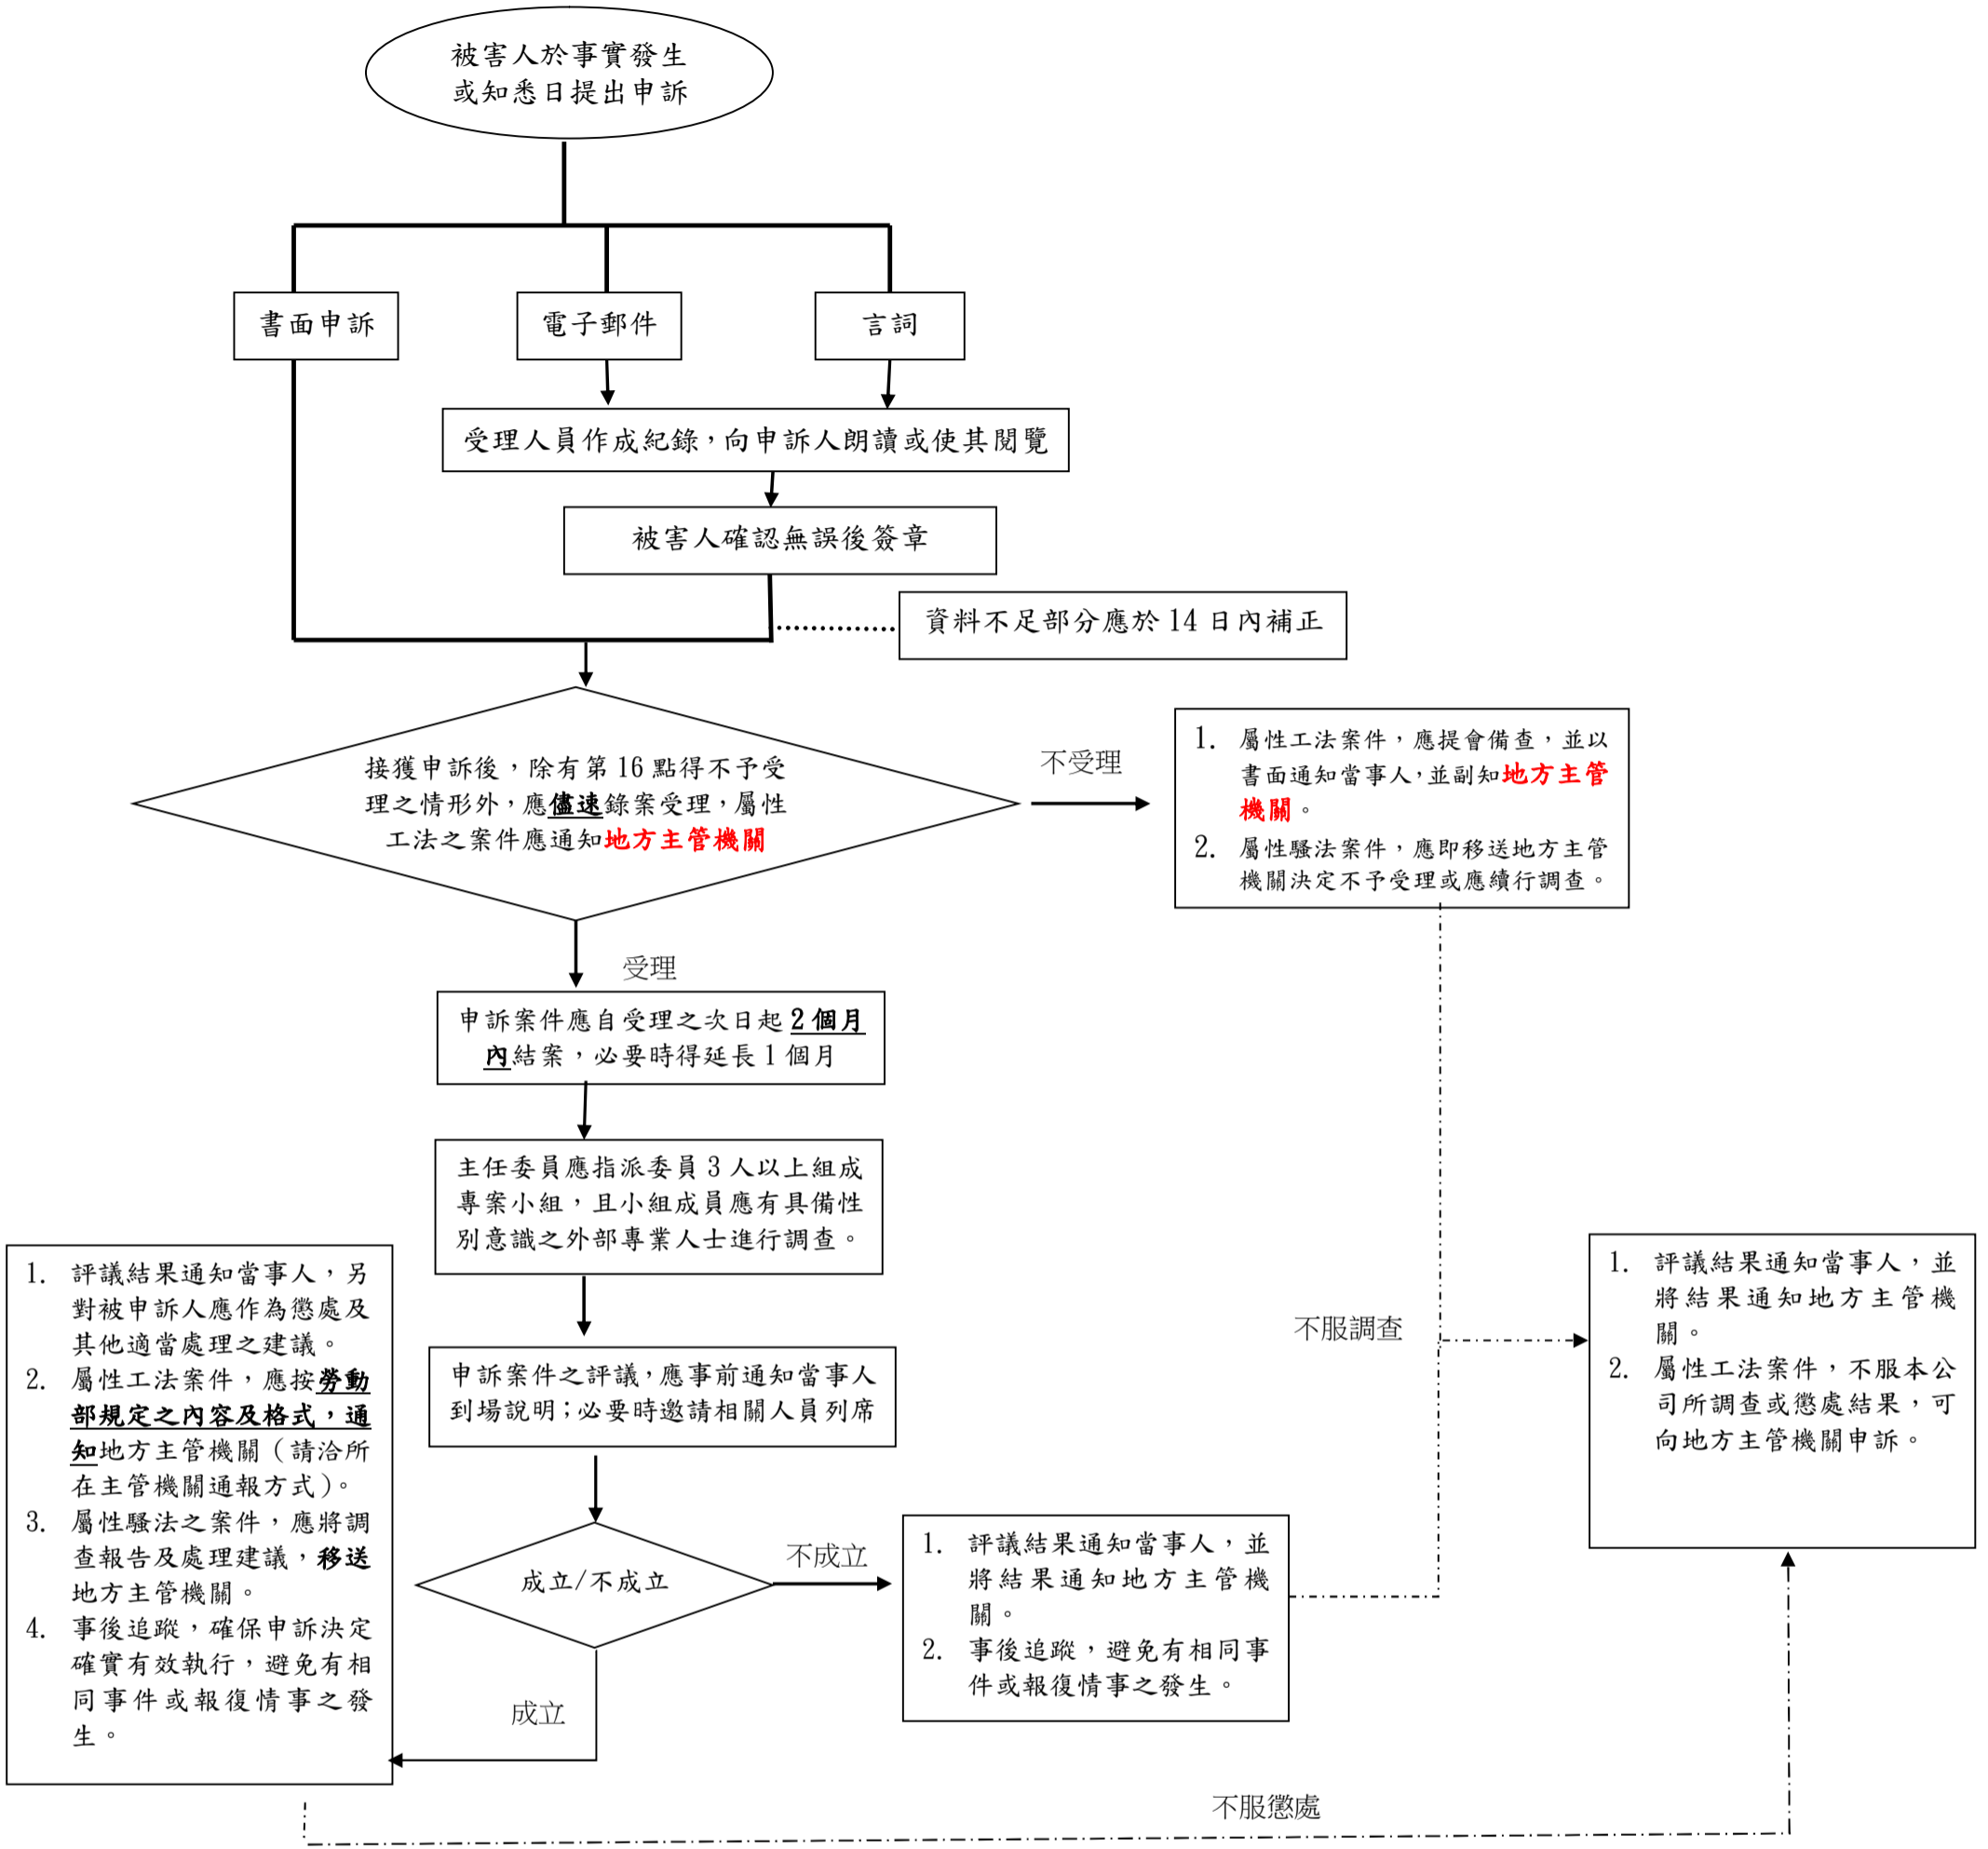 被害人於事實發生
或知悉日提出申訴
書面申訴
電子郵件
言詞
受理人員作成紀錄，向申訴人朗讀或使其閱覽
被害人確認無誤後簽章
資料不足部分應於 14 日內補正
接獲申訴後，除有第 16 點得不予受
理之情形外，應儘速錄案受理，屬性
工法之案件應通知地方主管機關
不受理
1. 屬性工法案件，應提會備查，並以
書面通知當事人，並副知地方主管
機關。
2. 屬性騷法案件，應即移送地方主管
機關決定不予受理或應續行調查。
受理
申訴案件應自受理之次日起 2 個月
內結案，必要時得延長 1 個月
主任委員應指派委員 3 人以上組成
專案小組，且小組成員應有具備性
別意識之外部專業人士進行調查。
申訴案件之評議，應事前通知當事人
到場說明；必要時邀請相關人員列席
成立/不成立
不成立
1. 評議結果通知當事人，並
將結果通知地方主管機
關。
2. 事後追蹤，避免有相同事
件或報復情事之發生。
成立
1. 評議結果通知當事人，另
對被申訴人應作為懲處及
其他適當處理之建議。
2. 屬性工法案件，應按勞動
部規定之內容及格式，通
知地方主管機關（請洽所
在主管機關通報方式）。
3. 屬性騷法之案件，應將調
查報告及處理建議，移送
地方主管機關。
4. 事後追蹤，確保申訴決定
確實有效執行，避免有相
同事件或報復情事之發
生。
不服調查
1. 評議結果通知當事人，並
將結果通知地方主管機
關。
2. 屬性工法案件，不服本公
司所調查或懲處結果，可
向地方主管機關申訴。
不服懲處